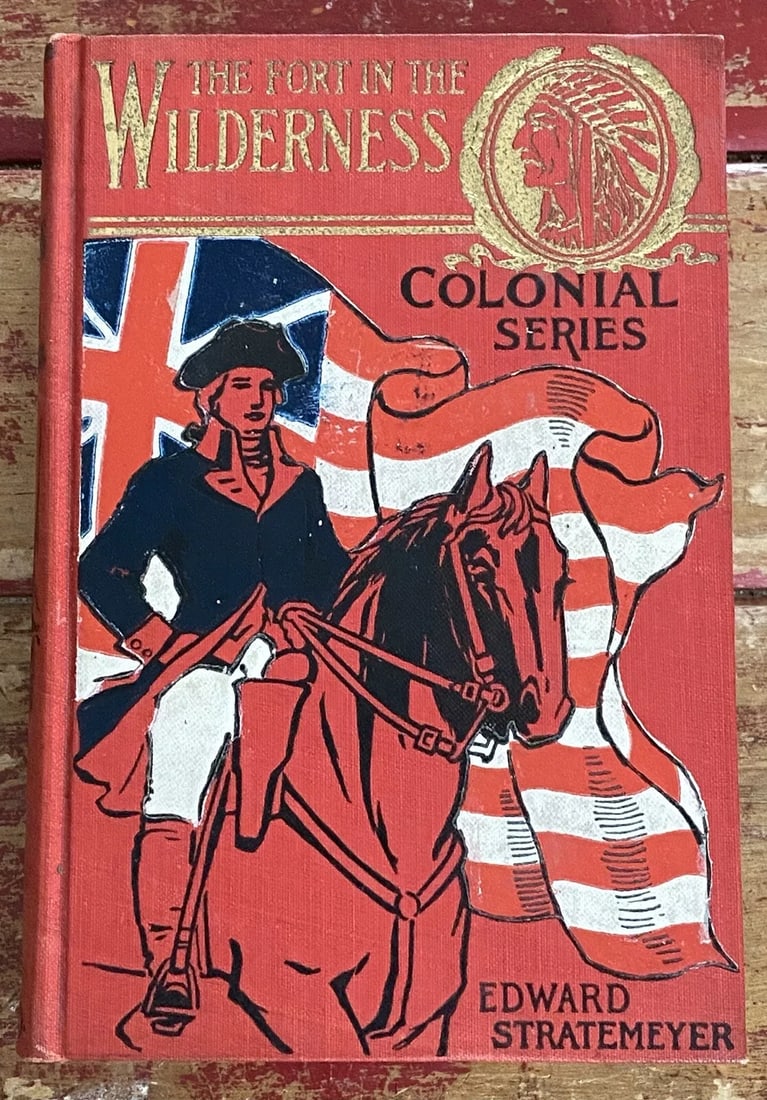 THE FORT IN THE
WILDERNESS
COLONIAL
SERIES
EDWARD
STRATEMEYER